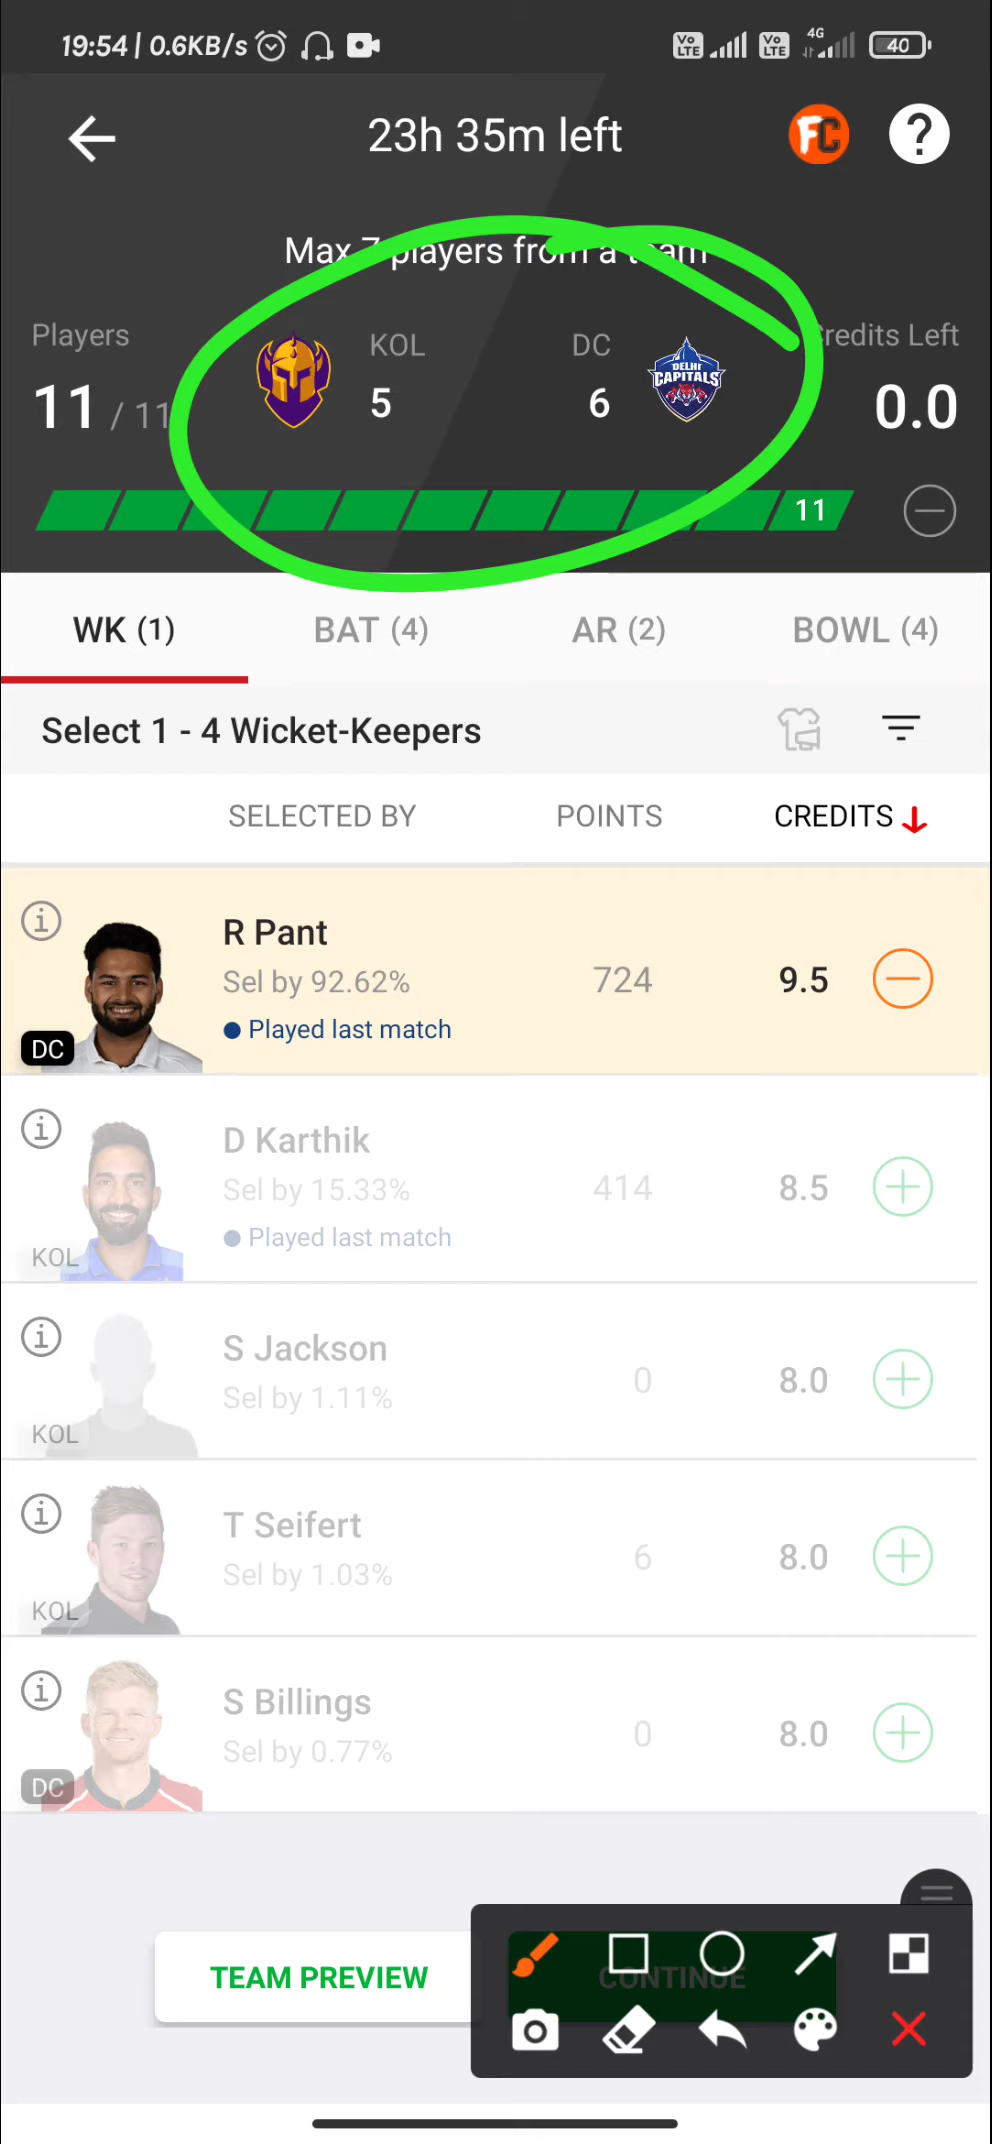 19:54 | 0.6KB/s
Vo LTE Vo LTE 4G 40
23h 35m left
FC ?
Max 7 players from a team
Players KOL DC Credits Left
DELHI CAPITALS
11 / 11 5 6 0.0
11
WK (1) BAT (4) AR (2) BOWL (4)
Select 1 - 4 Wicket-Keepers
SELECTED BY POINTS CREDITS
R Pant
Sel by 92.62% 724 9.5
Played last match
DC
D Karthik
Sel by 15.33% 414 8.5
Played last match
KOL
S Jackson
Sel by 1.11% 0 8.0
KOL
T Seifert
Sel by 1.03% 6 8.0
KOL
S Billings
Sel by 0.77% 0 8.0
DC
TEAM PREVIEW CONTINUE